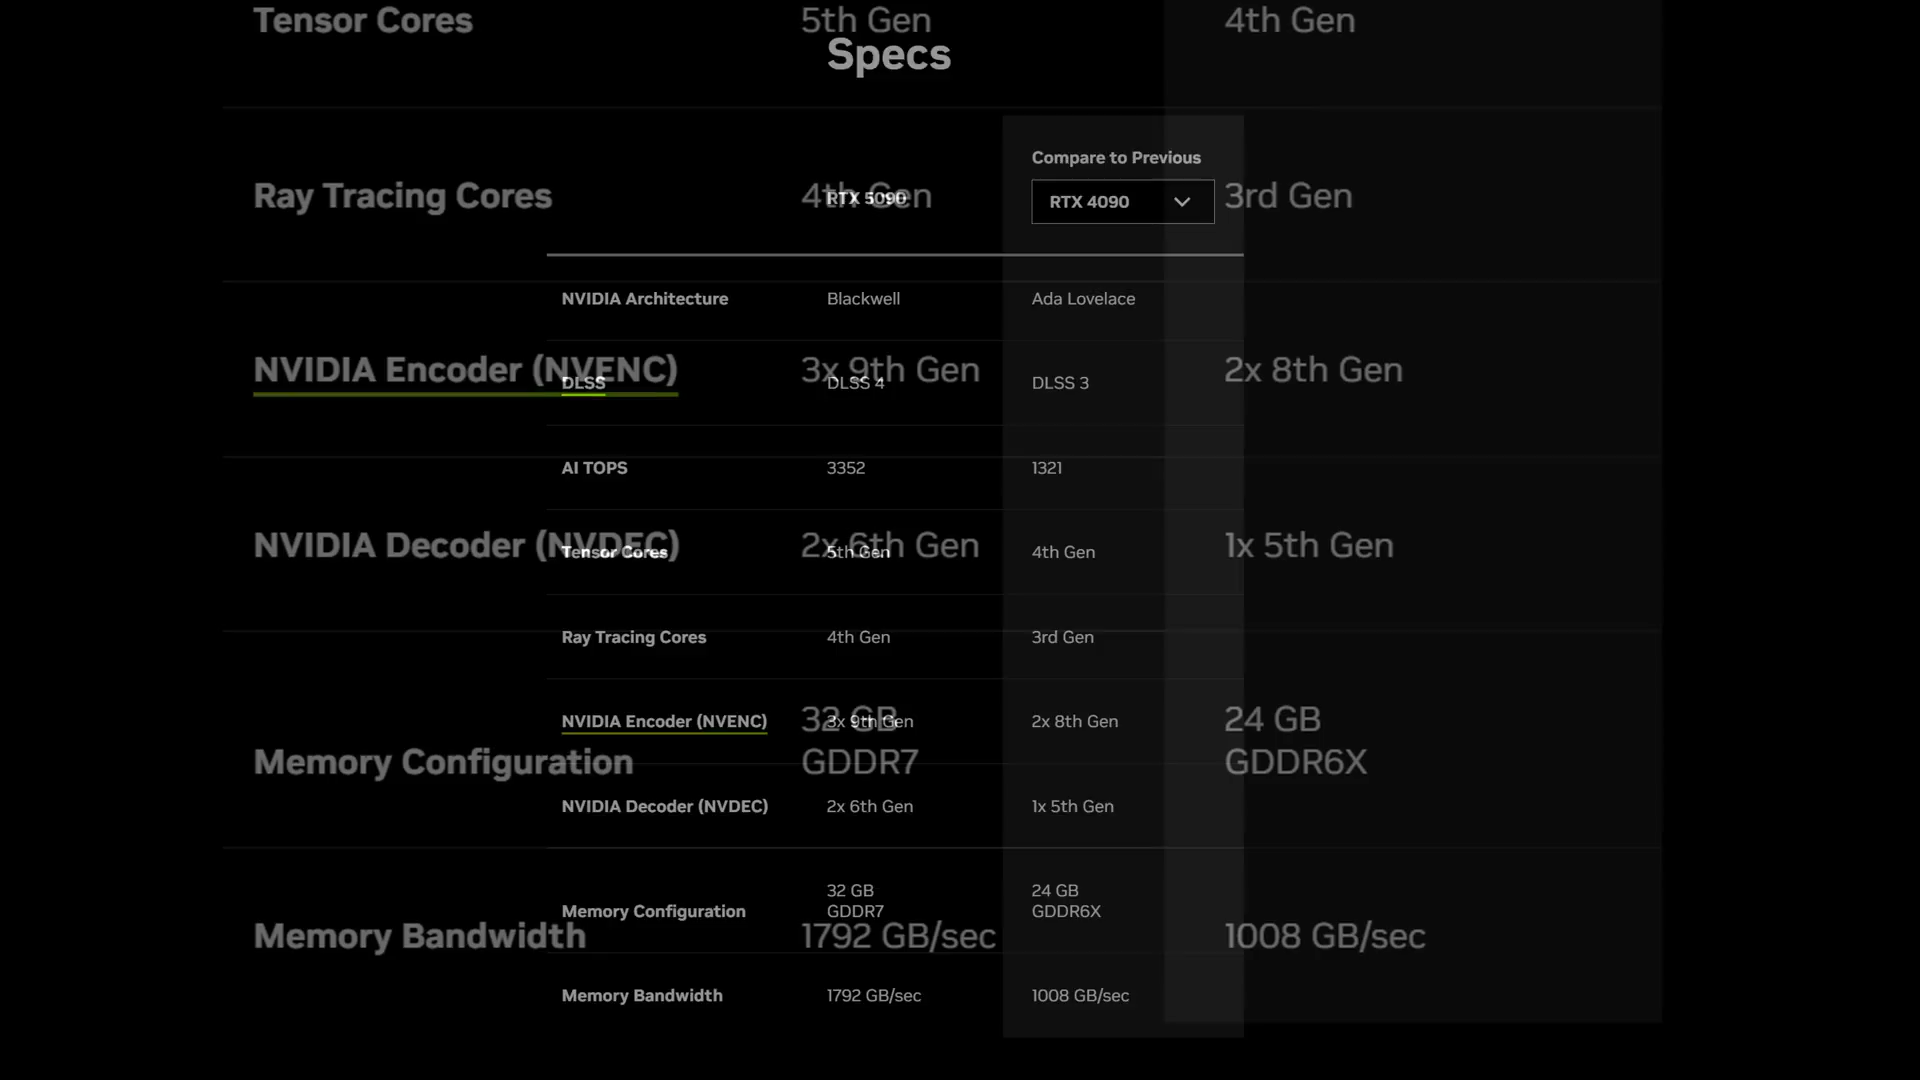 Tensor Cores 5th Gen 4th Gen
Specs
Compare to Previous
Ray Tracing Cores 4th Gen 3rd Gen
RTX 5090 RTX 4090
NVIDIA Architecture Blackwell Ada Lovelace
NVIDIA Encoder (NVENC) 3x 9th Gen 2x 8th Gen
DLSS DLSS 4 DLSS 3
AI TOPS 3352 1321
NVIDIA Decoder (NVDEC) 2x 6th Gen 1x 5th Gen
Tensor Cores 5th Gen 4th Gen
Ray Tracing Cores 4th Gen 3rd Gen
32 GB 24 GB
NVIDIA Encoder (NVENC) 3x 9th Gen 2x 8th Gen
Memory Configuration GDDR7 GDDR6X
NVIDIA Decoder (NVDEC) 2x 6th Gen 1x 5th Gen
32 GB 24 GB
Memory Configuration GDDR7 GDDR6X
Memory Bandwidth 1792 GB/sec 1008 GB/sec
Memory Bandwidth 1792 GB/sec 1008 GB/sec